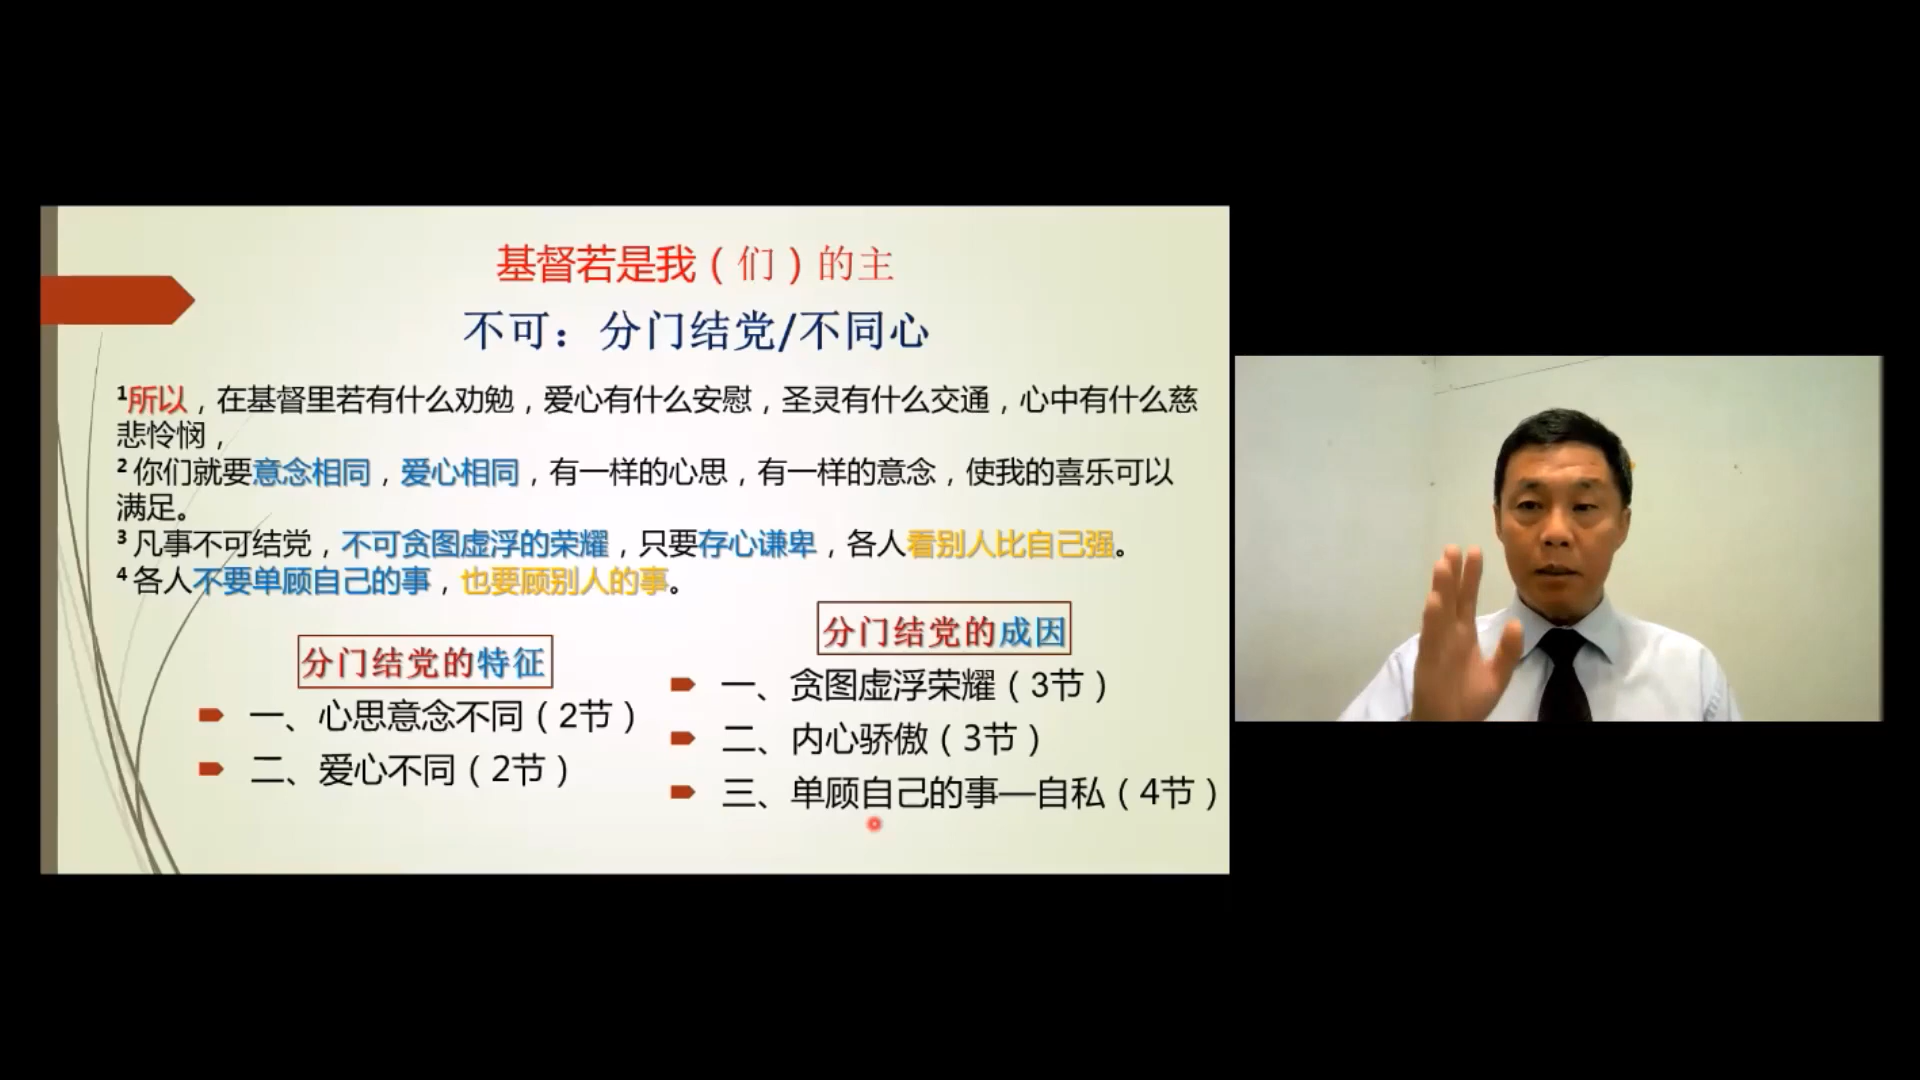 基督若是我（们）的主
不可：分门结党/不同心
1所以，在基督里若有什么劝勉，爱心有什么安慰，圣灵有什么交通，心中有什么慈
悲怜悯，
2 你们就要意念相同，爱心相同，有一样的心思，有一样的意念，使我的喜乐可以
满足。
3 凡事不可结党，不可贪图虚浮的荣耀，只要存心谦卑，各人看别人比自己强。
4 各人不要单顾自己的事，也要顾别人的事。
分门结党的特征
一、心思意念不同（2节）
二、爱心不同（2节）
分门结党的成因
一、贪图虚浮荣耀（3节）
二、内心骄傲（3节）
三、单顾自己的事—自私（4节）